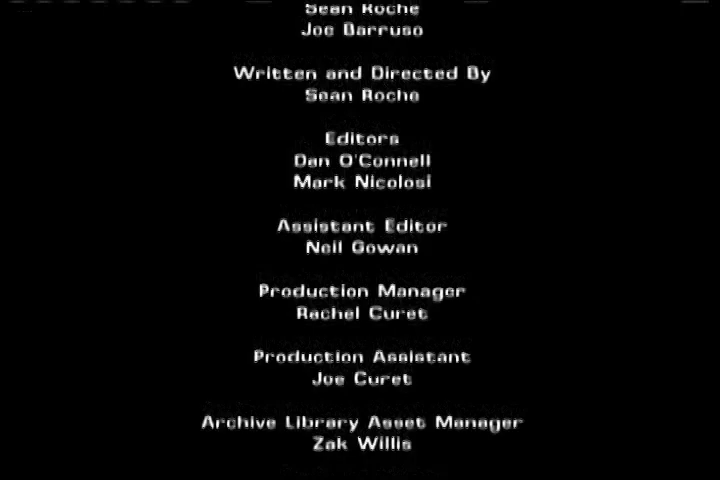 Sean Roche
Joe Barruso
Written and Directed By
Sean Roche
Editors
Dan O'Connell
Mark Nicolosi
Assistant Editor
Neil Gowan
Production Manager
Rachel Curet
Production Assistant
Joe Curet
Archive Library Asset Manager
Zak Willis